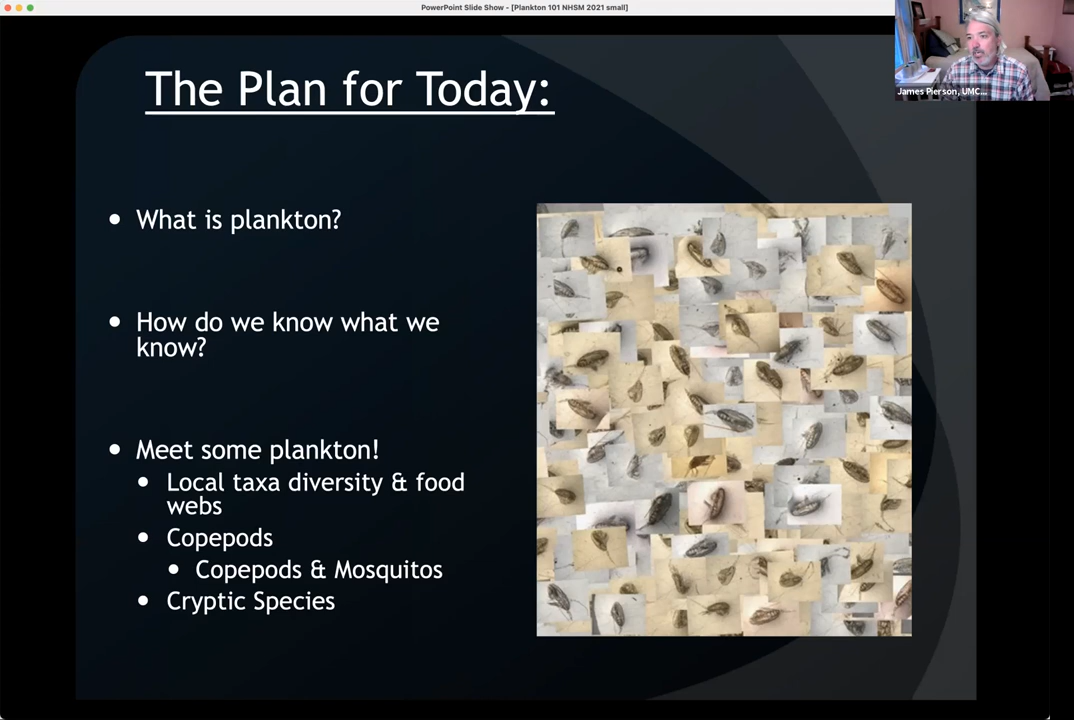 PowerPoint Slide Show - [Plankton 101 NHSM 2021 small]
James Pierson, UMC...
The Plan for Today:
What is plankton?
How do we know what we
know?
Meet some plankton!
Local taxa diversity & food
webs
Copepods
Copepods & Mosquitos
Cryptic Species